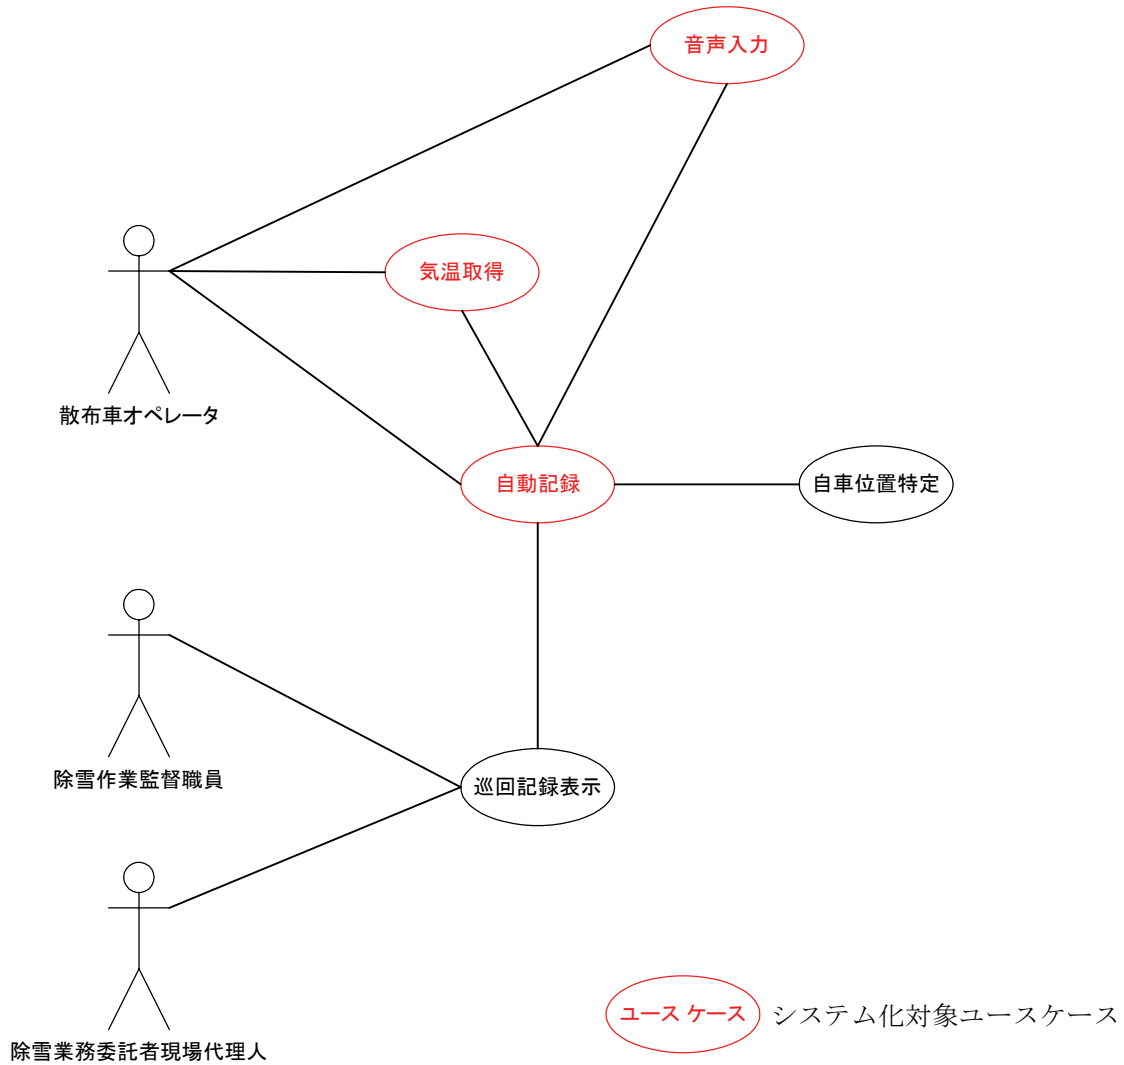 音声入力
気温取得
散布車オペレータ
自動記録
自車位置特定
除雪作業監督職員
巡回記録表示
ユース ケース
システム化対象ユースケース
除雪業務委託者現場代理人